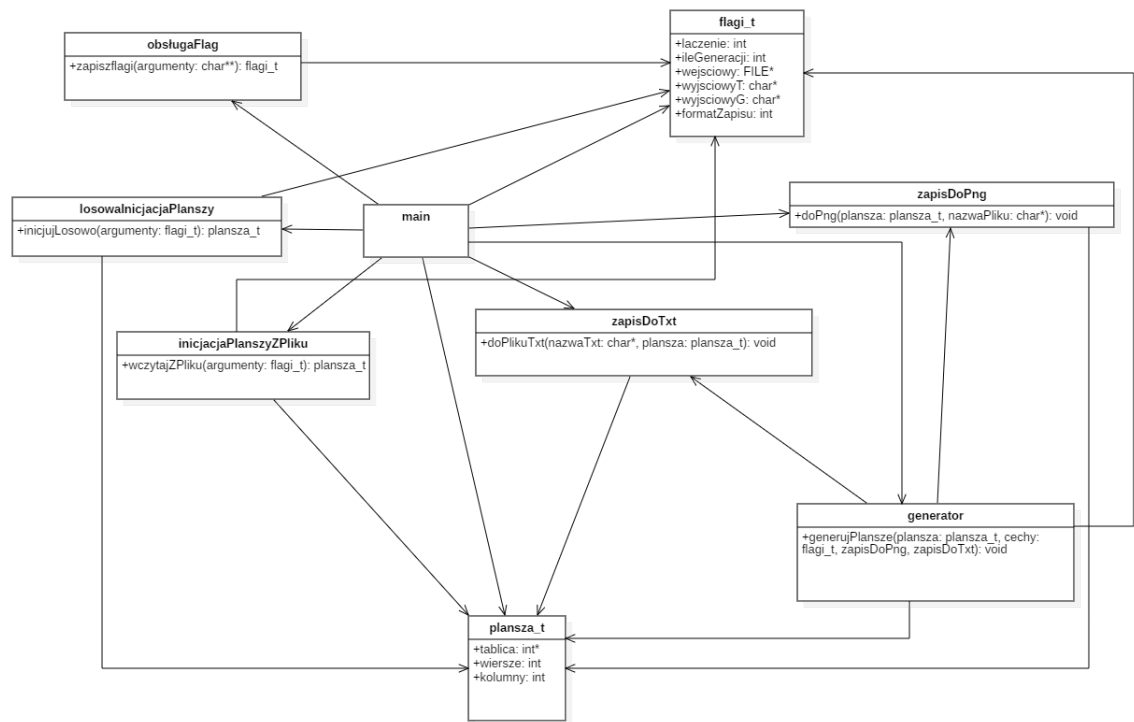 flagi_t
+laczenie: int
+ileGeneracji: int
+wejsciowy: FILE*
+wyjsciowyT: char*
+wyjsciowyG: char*
+formatZapisu: int
obsługaFlag
+zapiszflagi(argumenty: char**): flagi_t
losowaInicjacjaPlanszy
+inicjujLosowo(argumenty: flagi_t): plansza_t
main
zapisDoPng
+doPng(plansza: plansza_t, nazwaPliku: char*): void
inicjacjaPlanszyZPliku
+wczytajZPliku(argumenty: flagi_t): plansza_t
zapisDoTxt
+doPlikuTxt(nazwaTxt: char*, plansza: plansza_t): void
generator
+generujPlansze(plansza: plansza_t, cechy:
flagi_t, zapisDoPng, zapisDoTxt): void
plansza_t
+tablica: int*
+wiersze: int
+kolumny: int